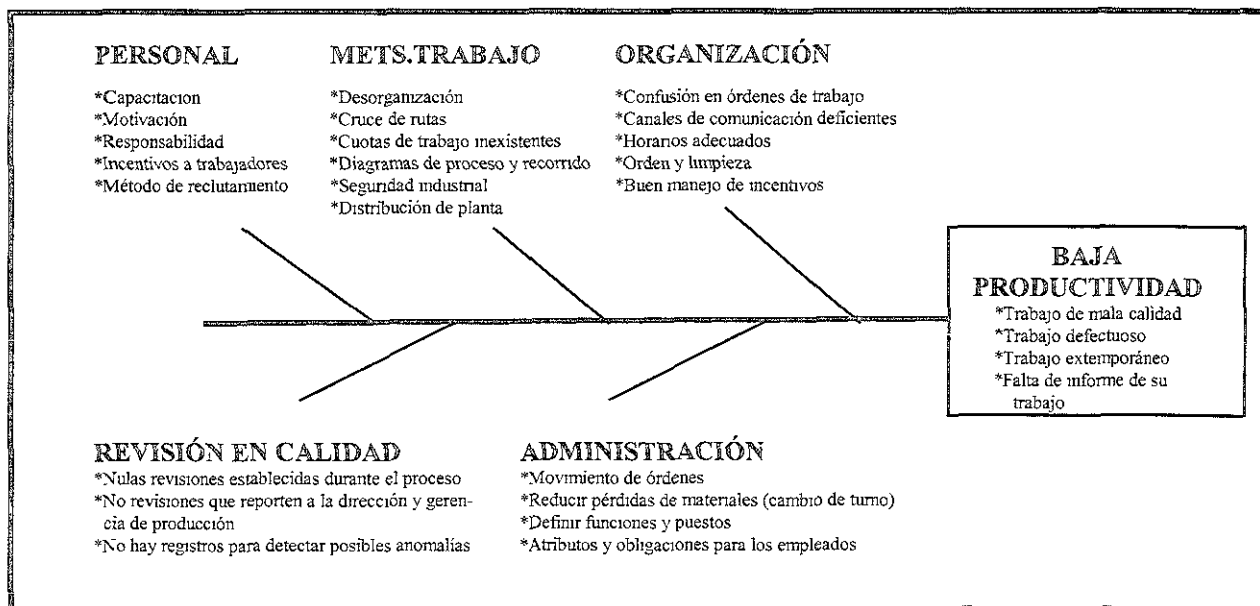 PERSONAL
*Capacitacion
*Motivación
*Responsabilidad
*Incentivos a trabajadores
*Método de reclutamiento
METS.TRABAJO
*Desorganización
*Cruce de rutas
*Cuotas de trabajo inexistentes
*Diagramas de proceso y recorrido
*Seguridad industrial
*Distribución de planta
ORGANIZACIÓN
*Confusión en órdenes de trabajo
*Canales de comunicación deficientes
*Horarios adecuados
*Orden y limpieza
*Buen manejo de incentivos
BAJA
PRODUCTIVIDAD
*Trabajo de mala calidad
*Trabajo defectuoso
*Trabajo extemporáneo
*Falta de informe de su
trabajo
REVISIÓN EN CALIDAD
*Nulas revisiones establecidas durante el proceso
*No revisiones que reporten a la dirección y geren-
cia de producción
*No hay registros para detectar posibles anomalías
ADMINISTRACIÓN
*Movimiento de órdenes
*Reducir pérdidas de materiales (cambio de turno)
*Definir funciones y puestos
*Atributos y obligaciones para los empleados